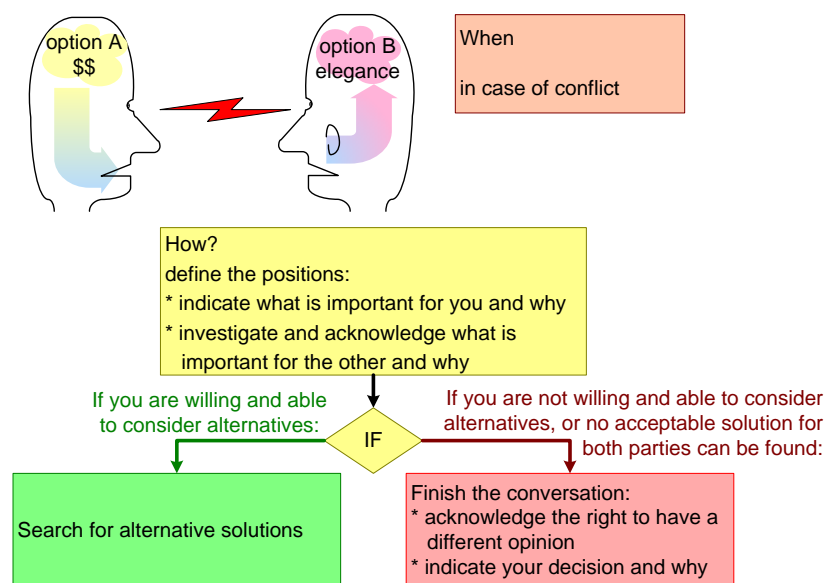 option A
$$
option B
elegance
When
in case of conflict
How?
define the positions:
* indicate what is important for you and why
* investigate and acknowledge what is
important for the other and why
If you are willing and able
to consider alternatives:
IF
If you are not willing and able to consider
alternatives, or no acceptable solution for
both parties can be found:
Search for alternative solutions
Finish the conversation:
* acknowledge the right to have a
different opinion
* indicate your decision and why